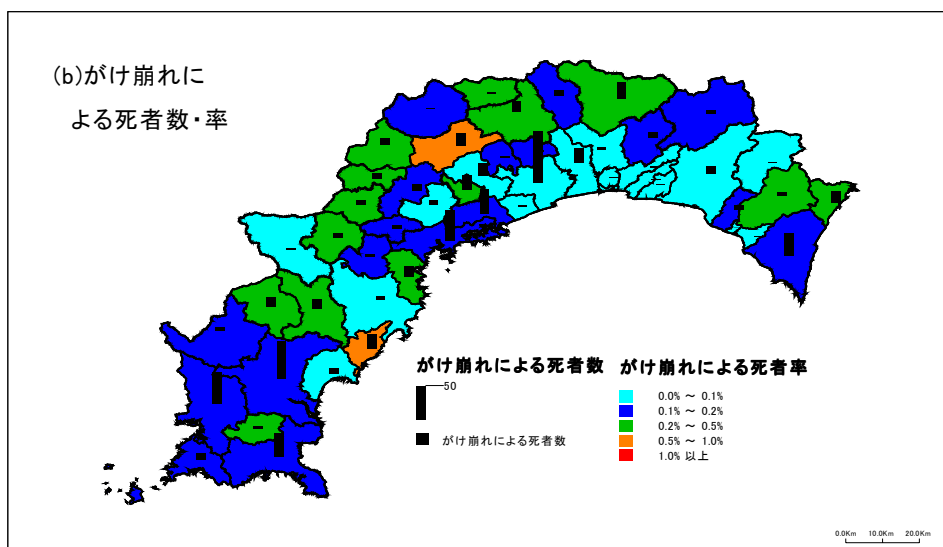 (b)がけ崩れに
よる死者数・率
がけ崩れによる死者数
50
がけ崩れによる死者数
がけ崩れによる死者率
0.0% ～ 0.1%
0.1% ～ 0.2%
0.2% ～ 0.5%
0.5% ～ 1.0%
1.0% 以上
0.0Km 10.0Km 20.0Km